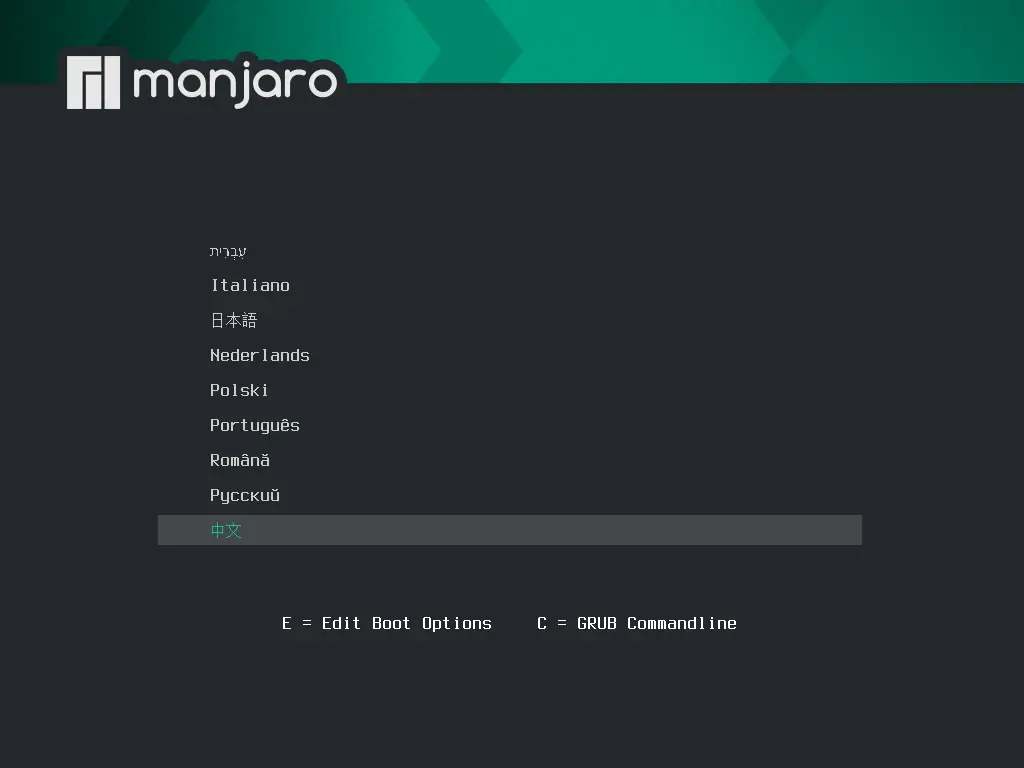 manjaro
עִבְרִית
Italiano
日本語
Nederlands
Polski
Português
Română
Русский
中文
E = Edit Boot Options    C = GRUB Commandline